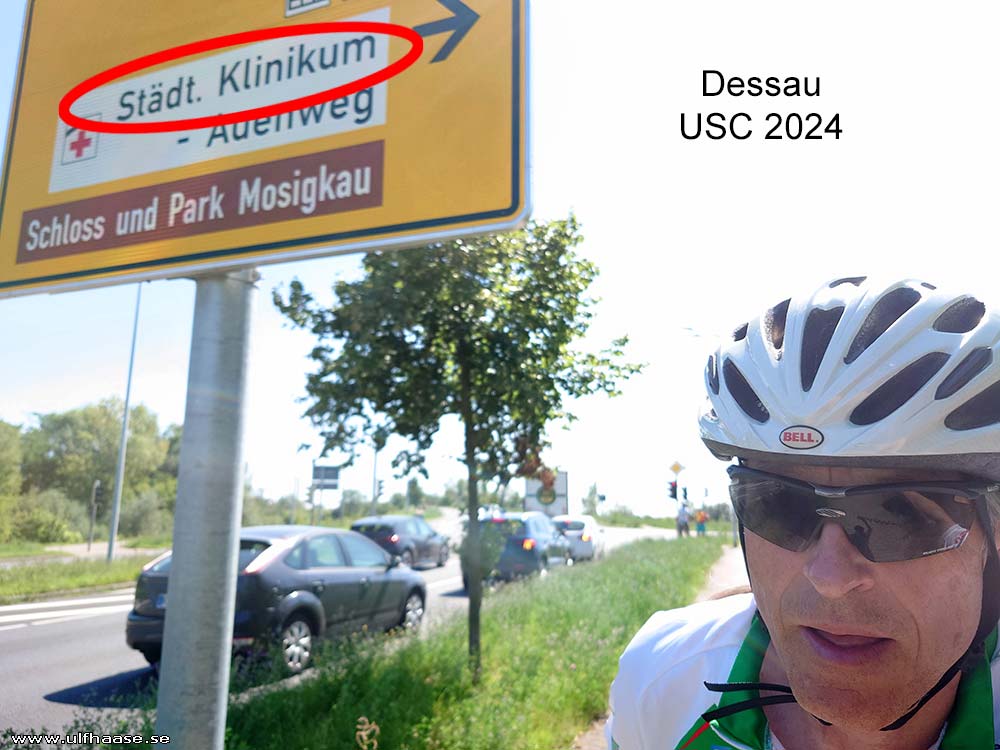 Städt. Klinikum
- Auenweg
Schloss und Park Mosigkau
Dessau
USC 2024
BELL.
www.ulfhaase.se